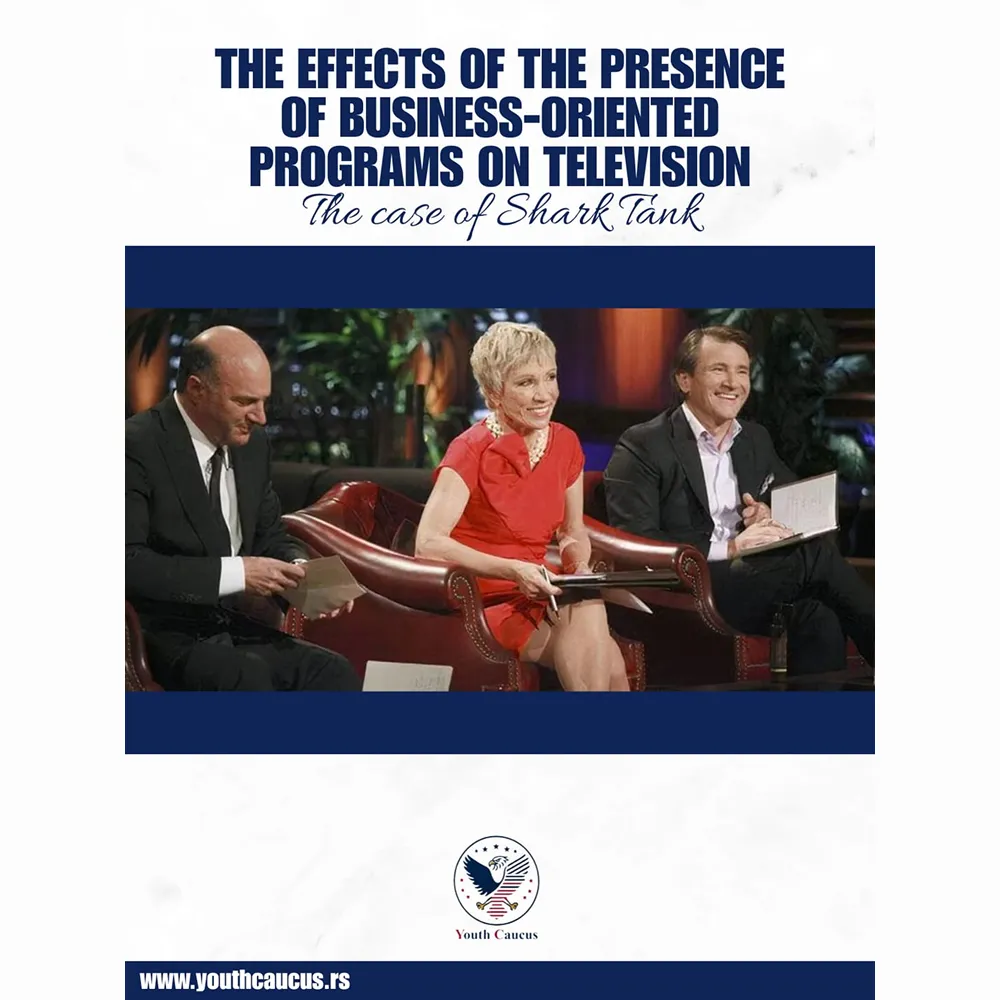 THE EFFECTS OF THE PRESENCE
OF BUSINESS-ORIENTED
PROGRAMS ON TELEVISION
The case of Shark Tank
Youth Caucus
www.youthcaucus.rs